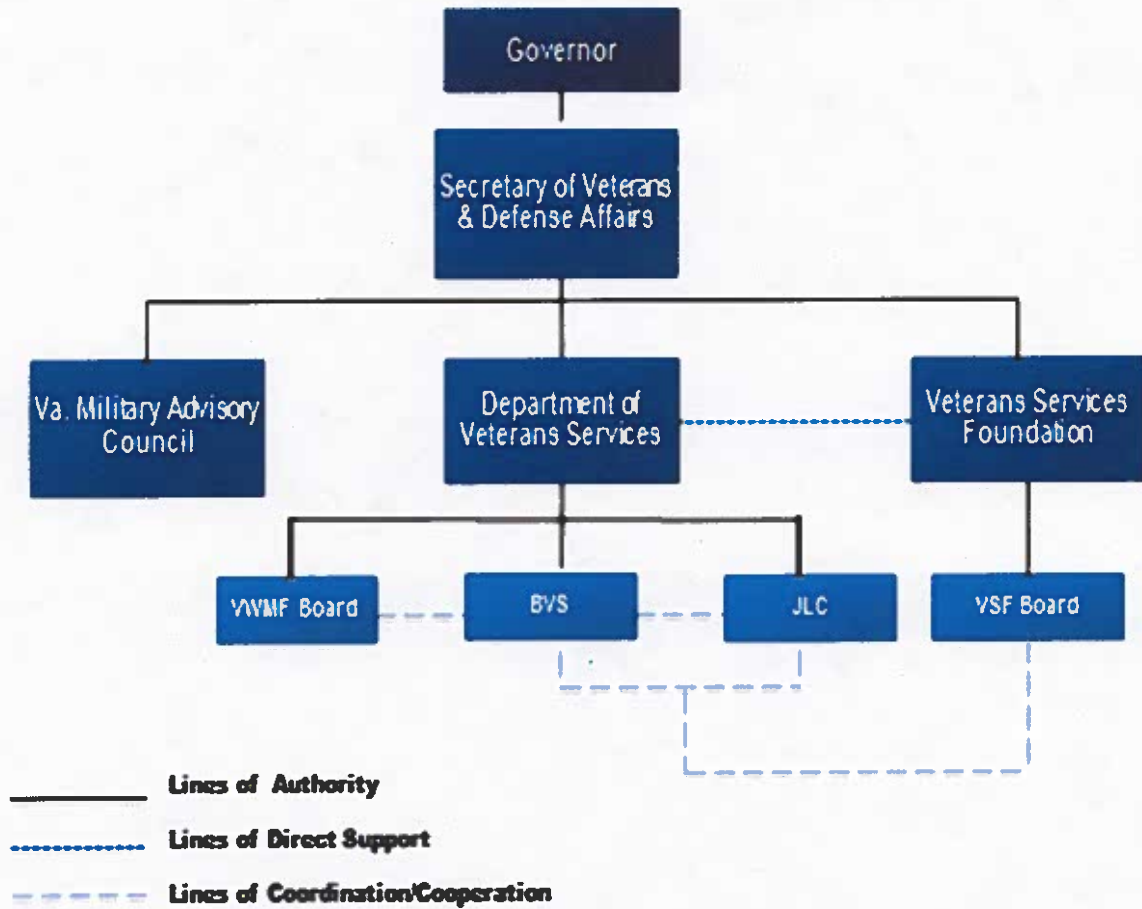 Governor
Secretary of Veterans
& Defense Affairs
Va. Military Advisory
Council
Department of
Veterans Services
Veterans Services
Foundation
VWMF Board
BVS
JLC
VSF Board
Lines of Authority
Lines of Direct Support
Lines of Coordination/Cooperation